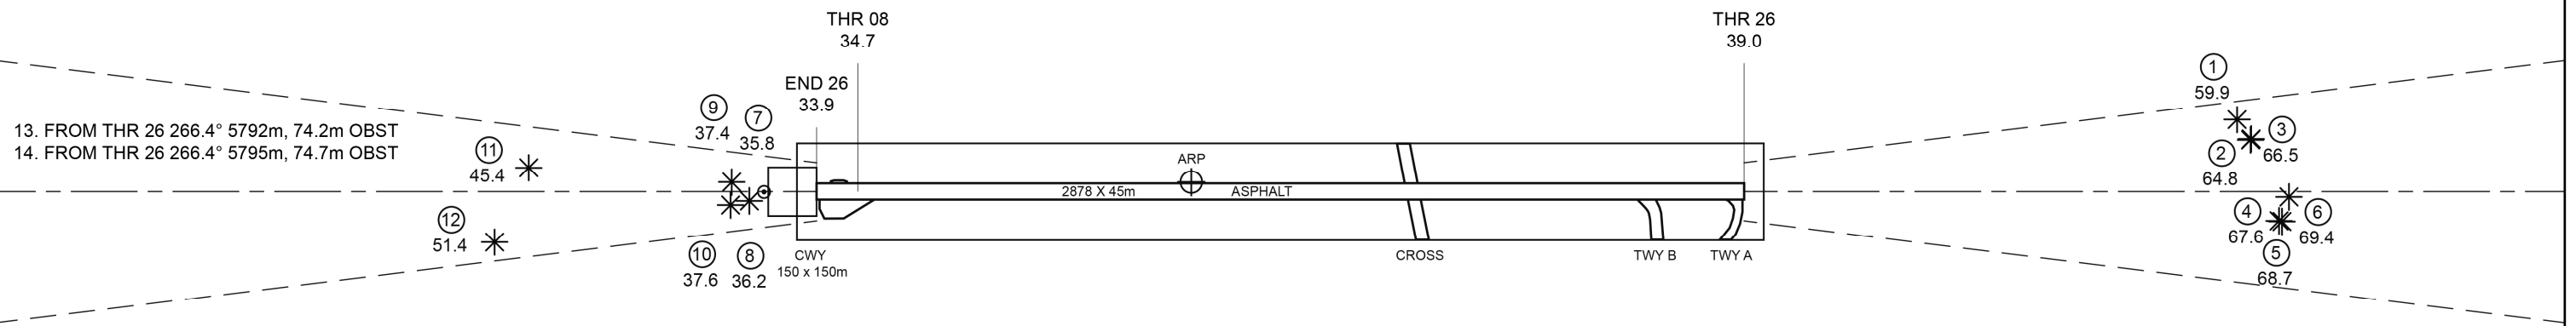 THR 08
34.7
THR 26
39.0
END 26
33.9
1
59.9
9
37.4
7
35.8
13. FROM THR 26 266.4° 5792m, 74.2m OBST
14. FROM THR 26 266.4° 5795m, 74.7m OBST
11
45.4
ARP
2878 X 45m
ASPHALT
3
66.5
2
64.8
12
51.4
4
67.6
6
69.4
5
68.7
10
37.6
8
36.2
CWY
150 x 150m
CROSS
TWY B
TWY A